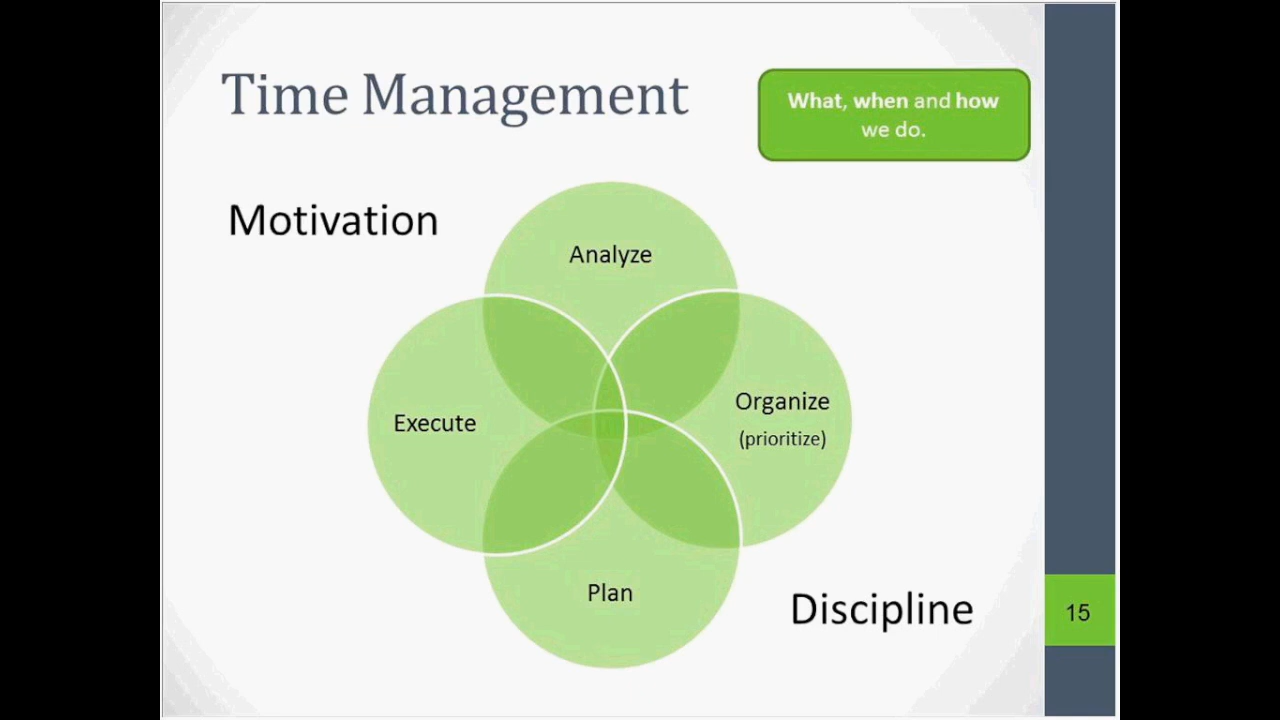 Time Management
What, when and how
we do.
Motivation
Analyze
Organize
(prioritize)
Execute
Plan
Discipline
15